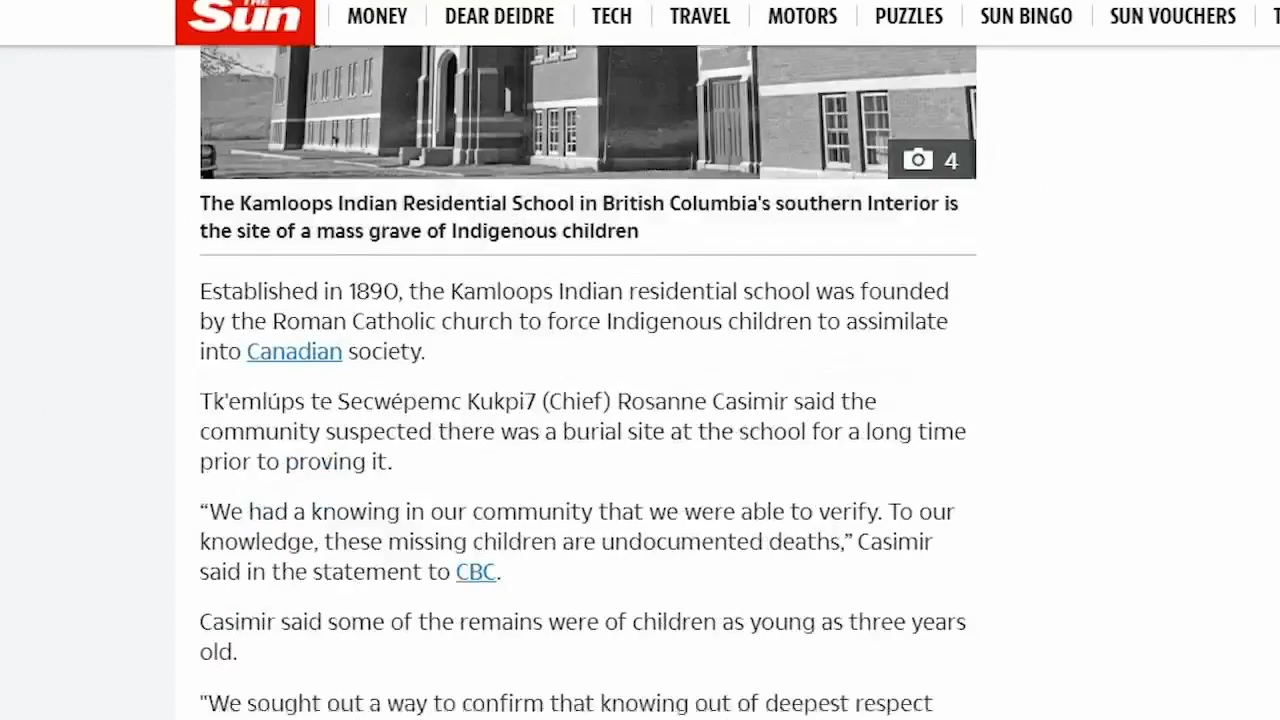 THE
Sun
MONEY
DEAR DEIDRE
TECH
TRAVEL
MOTORS
PUZZLES
SUN BINGO
SUN VOUCHERS
4
The Kamloops Indian Residential School in British Columbia's southern Interior is
the site of a mass grave of Indigenous children
Established in 1890, the Kamloops Indian residential school was founded
by the Roman Catholic church to force Indigenous children to assimilate
into Canadian society.
Tk'emlúps te Secwépemc Kukpi7 (Chief) Rosanne Casimir said the
community suspected there was a burial site at the school for a long time
prior to proving it.
“We had a knowing in our community that we were able to verify. To our
knowledge, these missing children are undocumented deaths,” Casimir
said in the statement to CBC.
Casimir said some of the remains were of children as young as three years
old.
"We sought out a way to confirm that knowing out of deepest respect